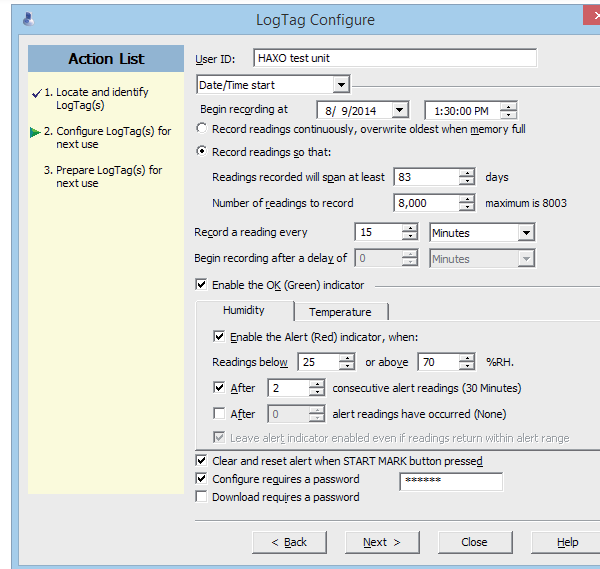 LogTag Configure
Action List
1. Locate and identify
LogTag(s)
2. Configure LogTag(s) for
next use
3. Prepare LogTag(s) for
next use
User ID: HAXO test unit
Date/Time start
Begin recording at 8/ 9/2014 1:30:00 PM
Record readings continuously, overwrite oldest when memory full
Record readings so that:
Readings recorded will span at least 83 days
Number of readings to record 8,000 maximum is 8003
Record a reading every 15 Minutes
Begin recording after a delay of 0 Minutes
Enable the OK (Green) indicator
Humidity Temperature
Enable the Alert (Red) indicator, when:
Readings below 25 or above 70 %RH.
After 2 consecutive alert readings (30 Minutes)
After 0 alert readings have occurred (None)
Leave alert indicator enabled even if readings return within alert range
Clear and reset alert when START MARK button pressed
Configure requires a password ******
Download requires a password
< Back Next > Close Help